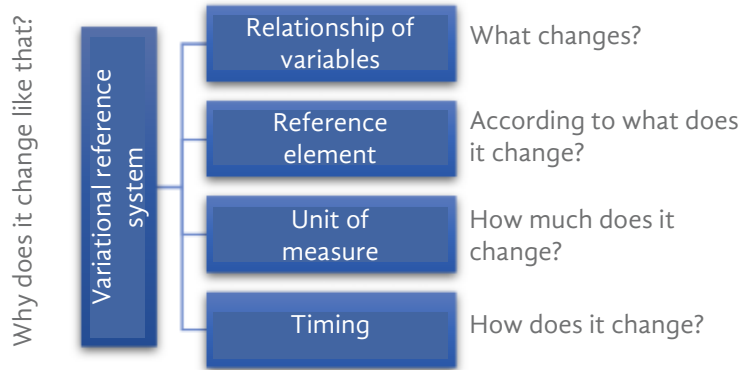 Why does it change like that?
Variational reference
system
Relationship of
variables
What changes?
Reference
element
According to what does
it change?
Unit of
measure
How much does it
change?
Timing
How does it change?